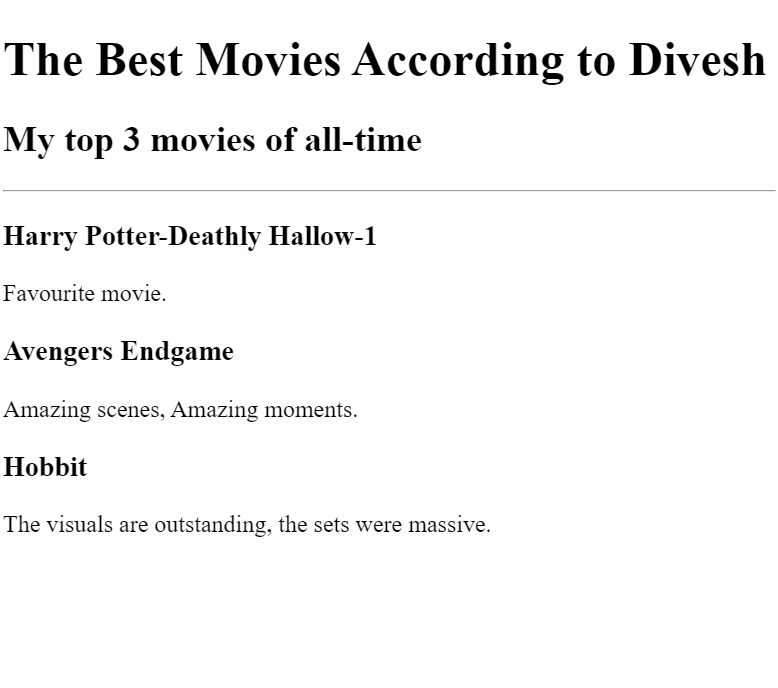 The Best Movies According to Divesh
My top 3 movies of all-time
Harry Potter-Deathly Hallow-1
Favourite movie.
Avengers Endgame
Amazing scenes, Amazing moments.
Hobbit
The visuals are outstanding, the sets were massive.